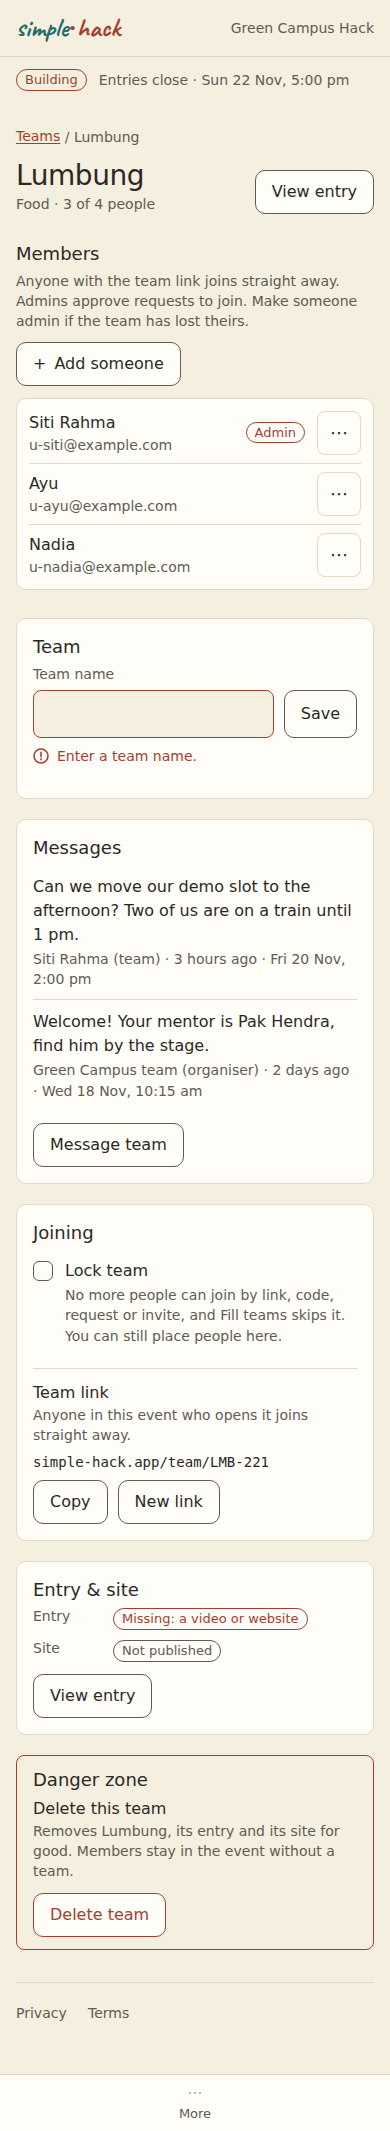 simple·hack
Green Campus Hack
Building
Entries close · Sun 22 Nov, 5:00 pm
Teams / Lumbung
Lumbung
Food · 3 of 4 people
View entry
Members
Anyone with the team link joins straight away.
Admins approve requests to join. Make someone
admin if the team has lost theirs.
+ Add someone
Siti Rahma
u-siti@example.com
Admin
···
Ayu
u-ayu@example.com
···
Nadia
u-nadia@example.com
···
Team
Team name
Save
Enter a team name.
Messages
Can we move our demo slot to the
afternoon? Two of us are on a train until
1 pm.
Siti Rahma (team) · 3 hours ago · Fri 20 Nov,
2:00 pm
Welcome! Your mentor is Pak Hendra,
find him by the stage.
Green Campus team (organiser) · 2 days ago
· Wed 18 Nov, 10:15 am
Message team
Joining
Lock team
No more people can join by link, code,
request or invite, and Fill teams skips it.
You can still place people here.
Team link
Anyone in this event who opens it joins
straight away.
simple-hack.app/team/LMB-221
Copy
New link
Entry & site
Entry
Missing: a video or website
Site
Not published
View entry
Danger zone
Delete this team
Removes Lumbung, its entry and its site for
good. Members stay in the event without a
team.
Delete team
Privacy
Terms
···
More